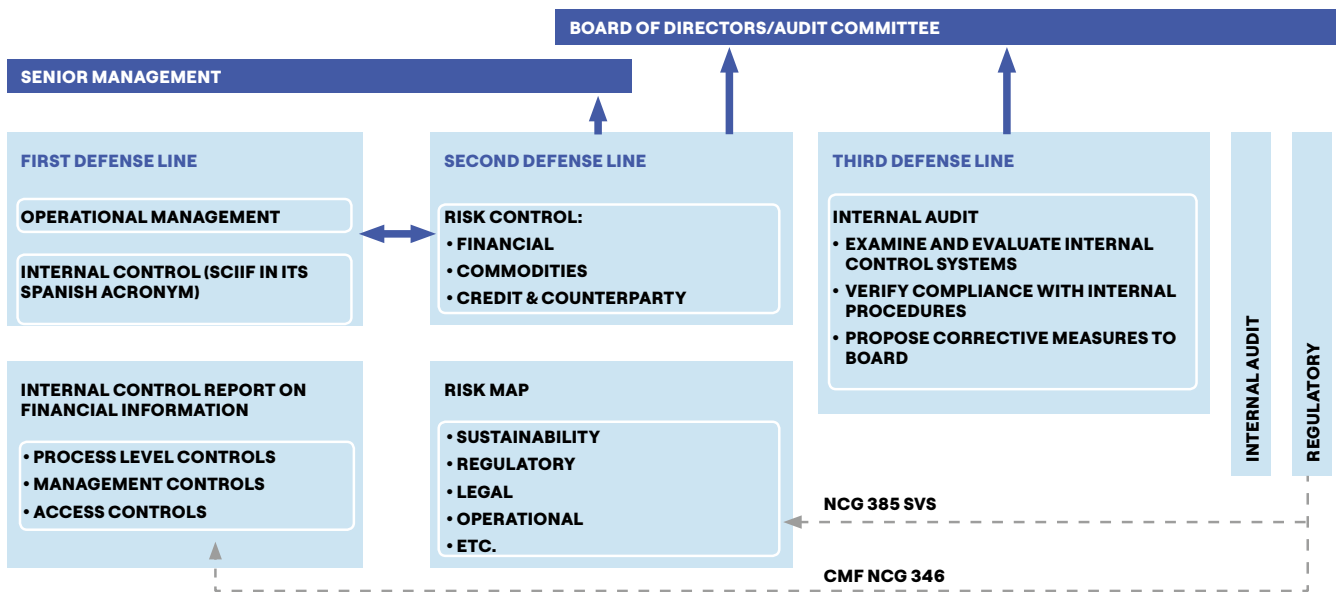 BOARD OF DIRECTORS/AUDIT COMMITTEE
SENIOR MANAGEMENT
FIRST DEFENSE LINE
OPERATIONAL MANAGEMENT
INTERNAL CONTROL (SCIIF IN ITS
SPANISH ACRONYM)
SECOND DEFENSE LINE
RISK CONTROL:
• FINANCIAL
• COMMODITIES
• CREDIT & COUNTERPARTY
THIRD DEFENSE LINE
INTERNAL AUDIT
• EXAMINE AND EVALUATE INTERNAL
CONTROL SYSTEMS
• VERIFY COMPLIANCE WITH INTERNAL
PROCEDURES
• PROPOSE CORRECTIVE MEASURES TO
BOARD
INTERNAL AUDIT
REGULATORY
INTERNAL CONTROL REPORT ON
FINANCIAL INFORMATION
• PROCESS LEVEL CONTROLS
• MANAGEMENT CONTROLS
• ACCESS CONTROLS
RISK MAP
• SUSTAINABILITY
• REGULATORY
• LEGAL
• OPERATIONAL
• ETC.
NCG 385 SVS
CMF NCG 346